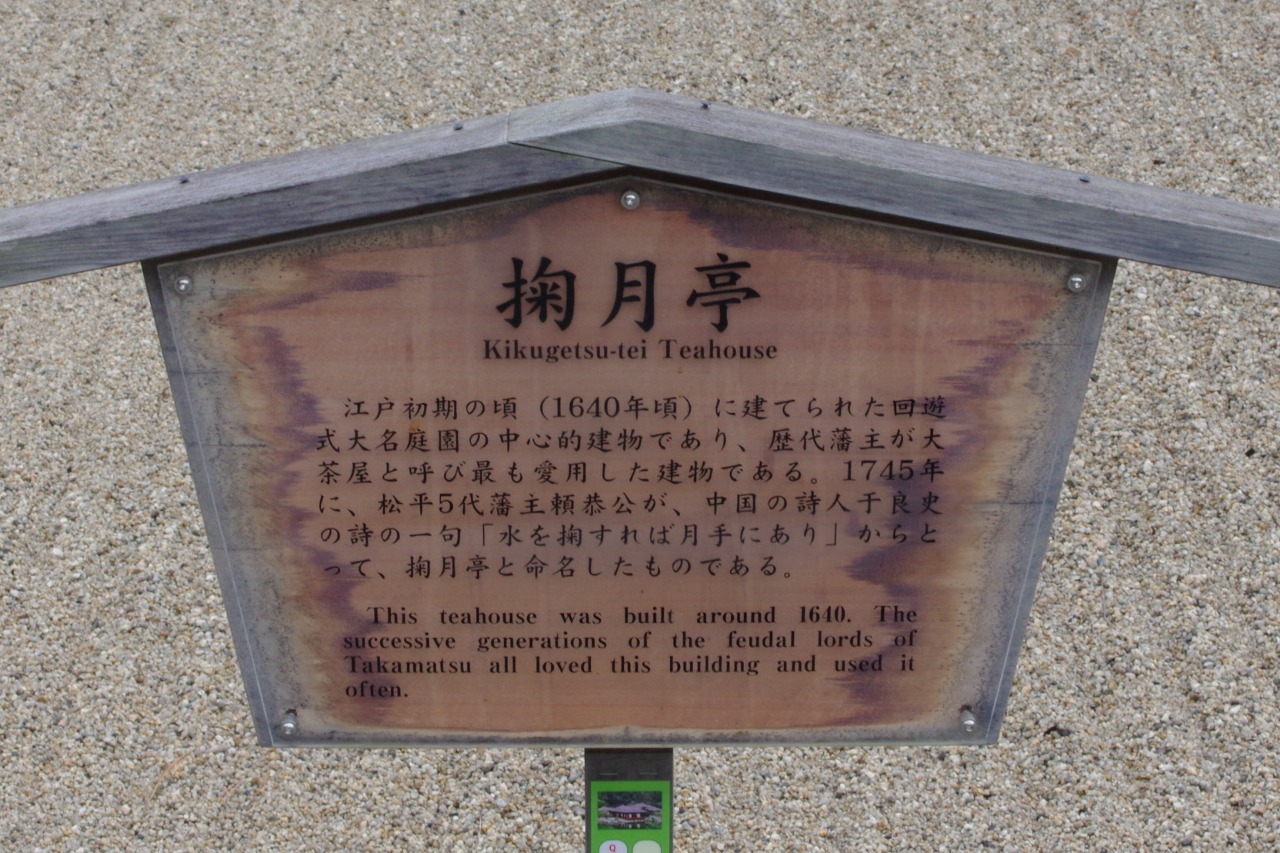 掬月亭
Kikugetsu-tei Teahouse
江戸初期の頃（1640年頃）に建てられた回遊
式大名庭園の中心的建物であり、歴代藩主が大
茶屋と呼び最も愛用した建物である。1745年
に、松平5代藩主頼恭公が、中国の詩人于良史
の詩の一句「水を掬すれば月手にあり」からと
って、掬月亭と命名したものである。
This teahouse was built around 1640. The
successive generations of the feudal lords of
Takamatsu all loved this building and used it
often.
Q